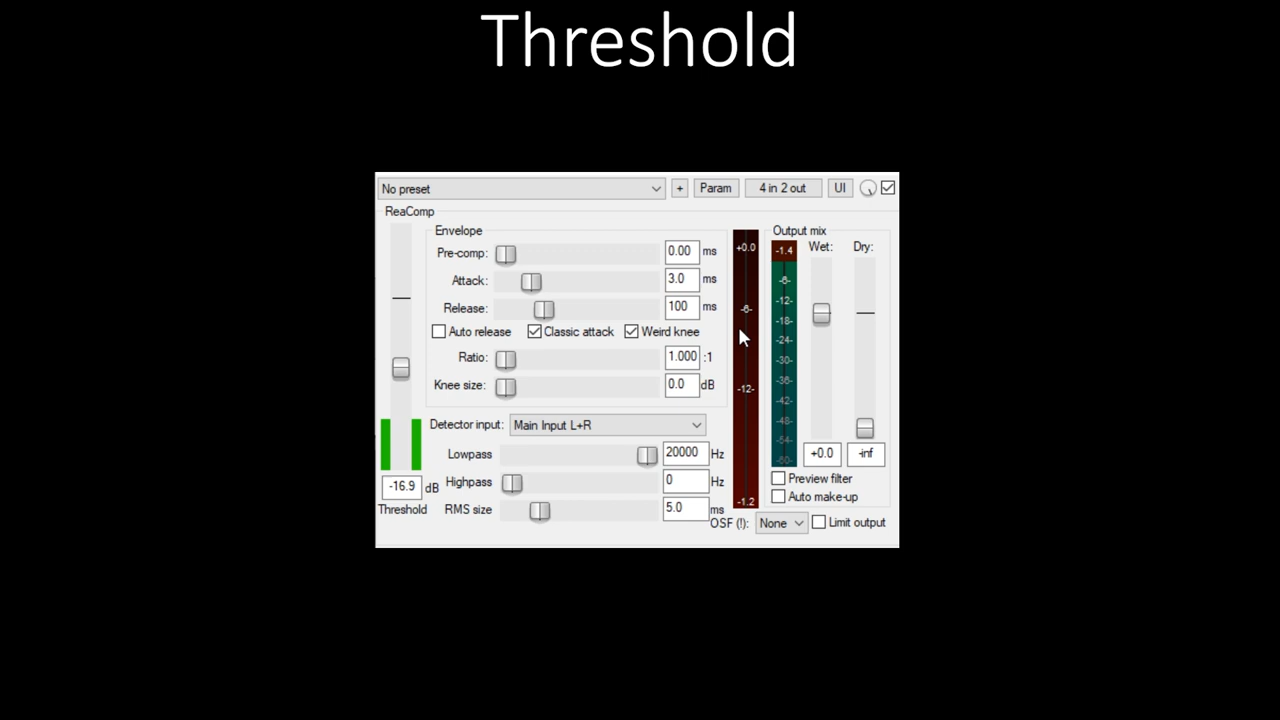 Threshold
No preset + Param 4 in 2 out UI
ReaComp
Envelope
Pre-comp: 0.00 ms
Attack: 3.0 ms
Release: 100 ms
Auto release Classic attack Weird knee
Ratio: 1.000 :1
Knee size: 0.0 dB
Detector input: Main Input L+R
Lowpass 20000 Hz
Highpass 0 Hz
RMS size 5.0 ms
-16.9 dB
Threshold
+0.0
-6-
-12-
-1.2
Output mix
Wet: Dry:
-1.4
-6-
-12-
-18-
-24-
-30-
-36-
-42-
-48-
-54-
-60-
+0.0 -inf
Preview filter
Auto make-up
OSF (!): None Limit output